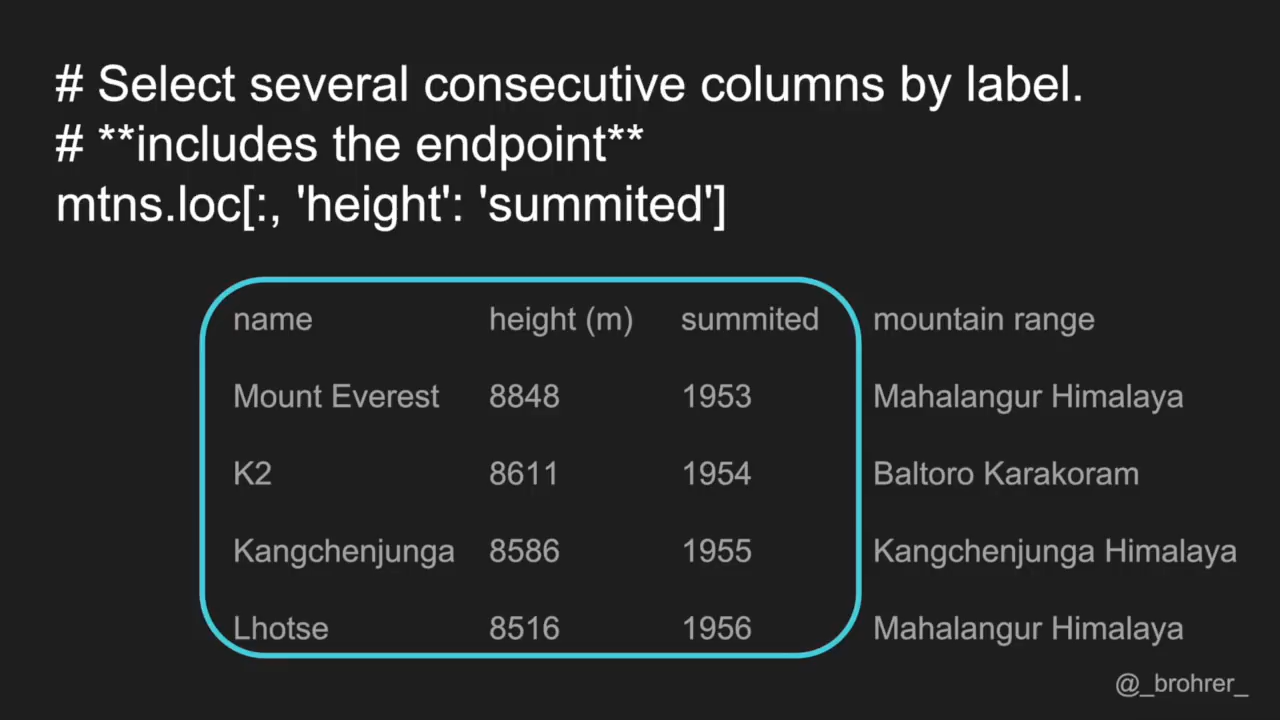 # Select several consecutive columns by label.
# **includes the endpoint**
mtns.loc[:, 'height': 'summited']
name height (m) summited mountain range
Mount Everest 8848 1953 Mahalangur Himalaya
K2 8611 1954 Baltoro Karakoram
Kangchenjunga 8586 1955 Kangchenjunga Himalaya
Lhotse 8516 1956 Mahalangur Himalaya
@_brohrer_